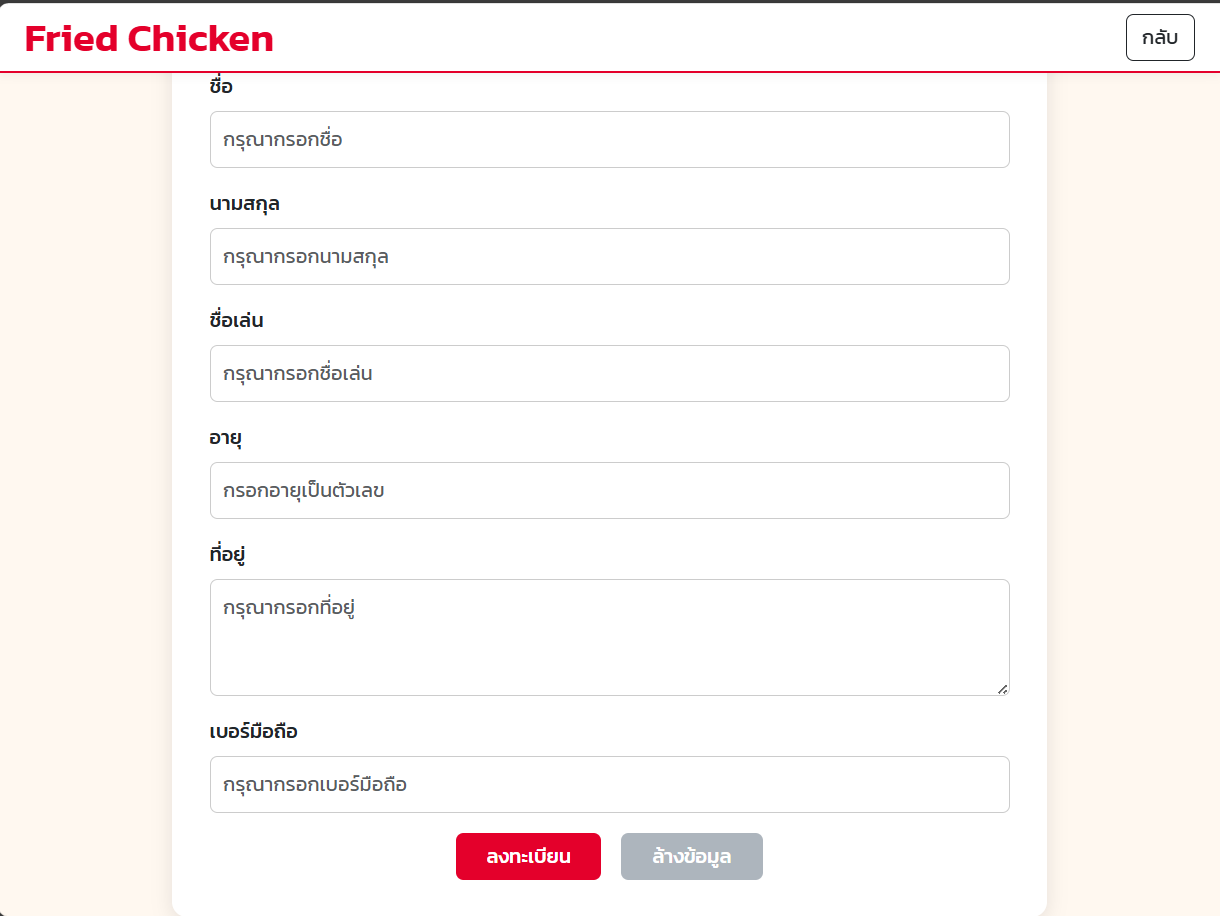 Fried Chicken
กลับ
ชื่อ
กรุณากรอกชื่อ
นามสกุล
กรุณากรอกนามสกุล
ชื่อเล่น
กรุณากรอกชื่อเล่น
อายุ
กรอกอายุเป็นตัวเลข
ที่อยู่
กรุณากรอกที่อยู่
เบอร์มือถือ
กรุณากรอกเบอร์มือถือ
ลงทะเบียน
ล้างข้อมูล